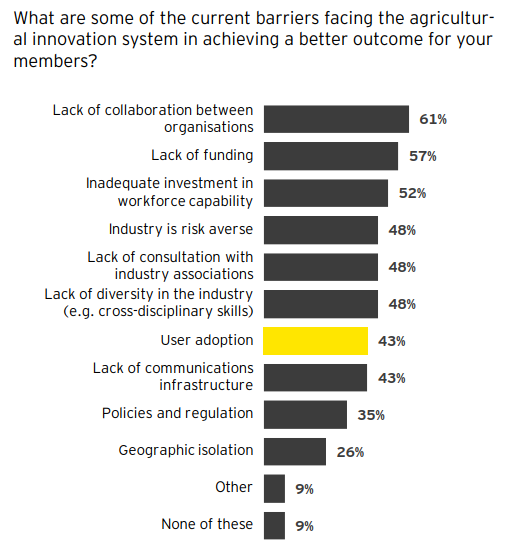 What are some of the current barriers facing the agricultur-
al innovation system in achieving a better outcome for your
members?
Lack of collaboration between
organisations
61%
Lack of funding
57%
Inadequate investment in
workforce capability
52%
Industry is risk averse
48%
Lack of consultation with
industry associations
48%
Lack of diversity in the industry
(e.g. cross-disciplinary skills)
48%
User adoption
43%
Lack of communications
infrastructure
43%
Policies and regulation
35%
Geographic isolation
26%
Other
9%
None of these
9%